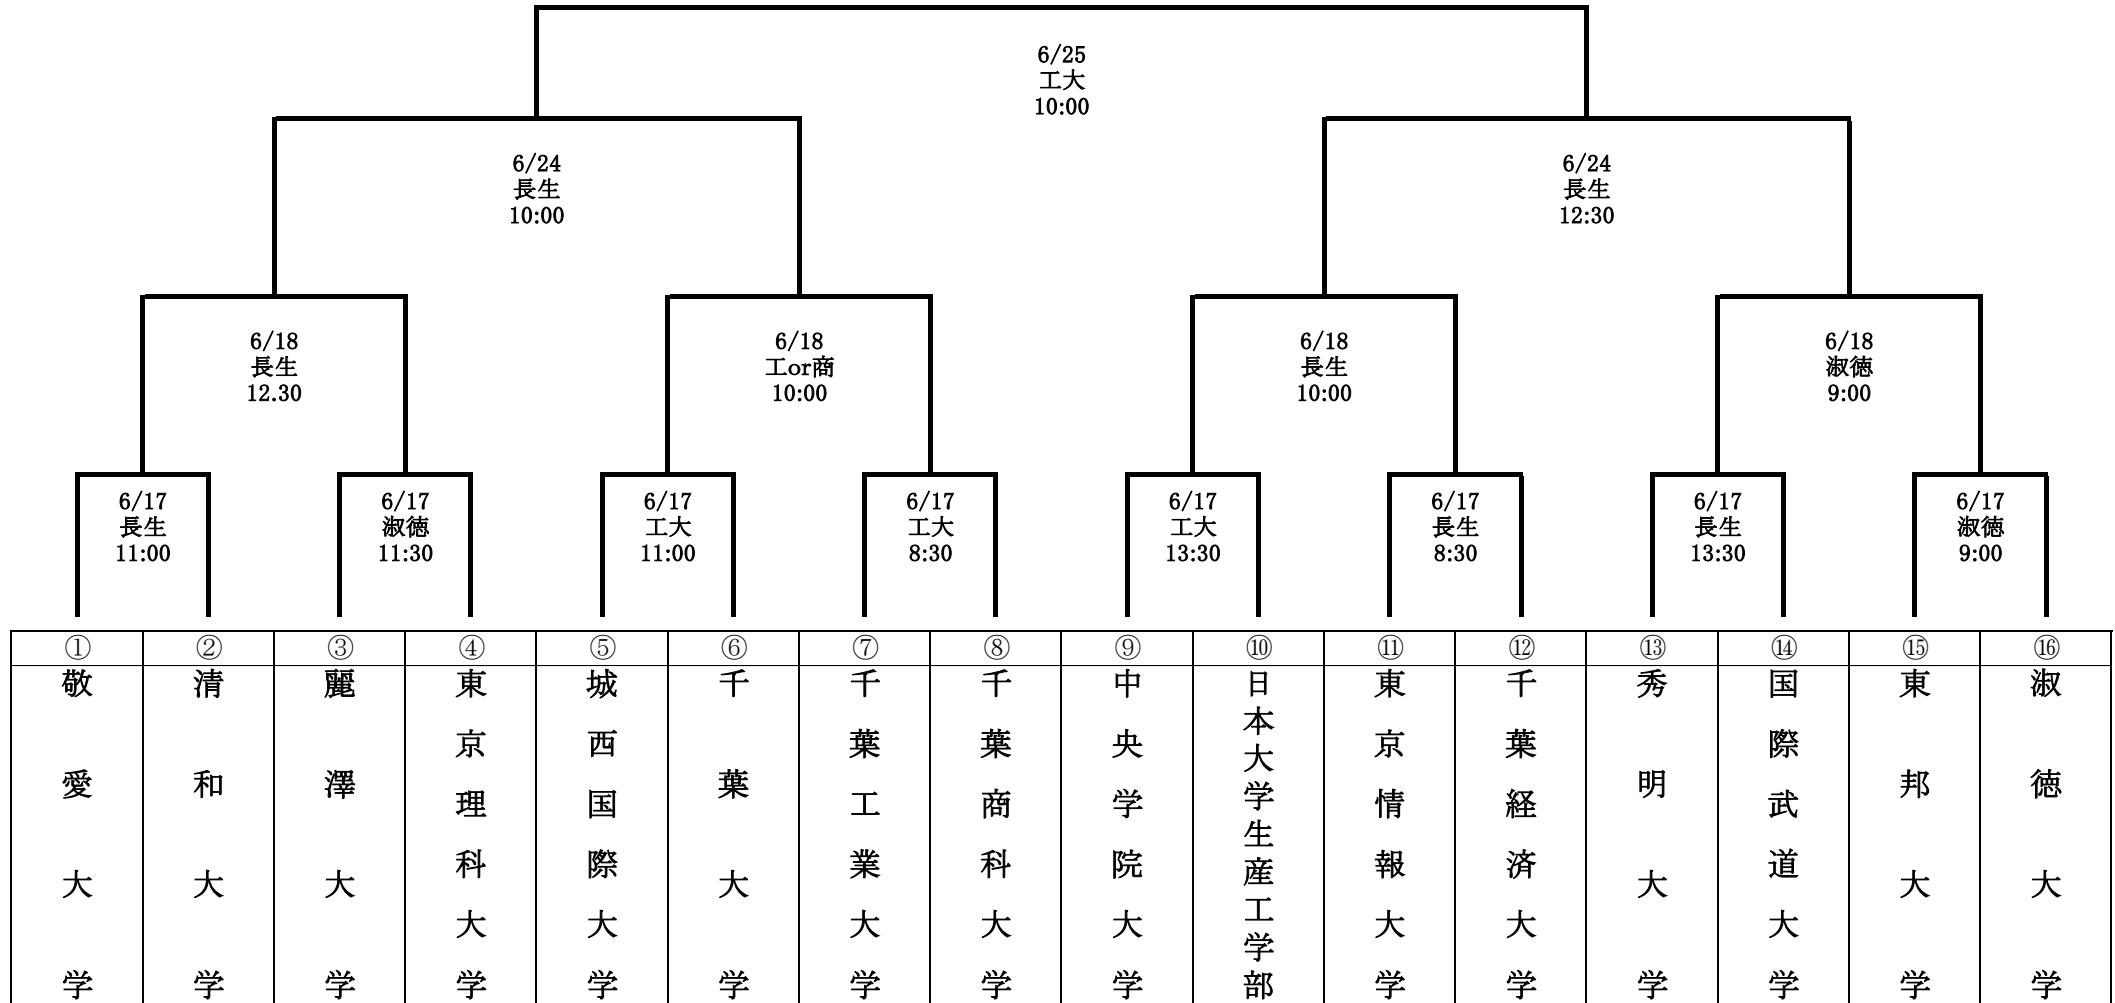 6/25
工大
10:00
6/24
長生
10:00
6/24
長生
12:30
6/18
長生
12.30
6/18
工or商
10:00
6/18
長生
10:00
6/18
淑徳
9:00
6/17
長生
11:00
6/17
淑徳
11:30
6/17
工大
11:00
6/17
工大
8:30
6/17
工大
13:30
6/17
長生
8:30
6/17
長生
13:30
6/17
淑徳
9:00
①
敬愛大学
②
清和大学
③
麗澤大学
④
東京理科大学
⑤
城西国際大学
⑥
千葉大学
⑦
千葉工業大学
⑧
千葉商科大学
⑨
中央学院大学
⑩
日本大学生産工学部
⑪
東京情報大学
⑫
千葉経済大学
⑬
秀明大学
⑭
国際武道大学
⑮
東邦大学
⑯
淑徳大学